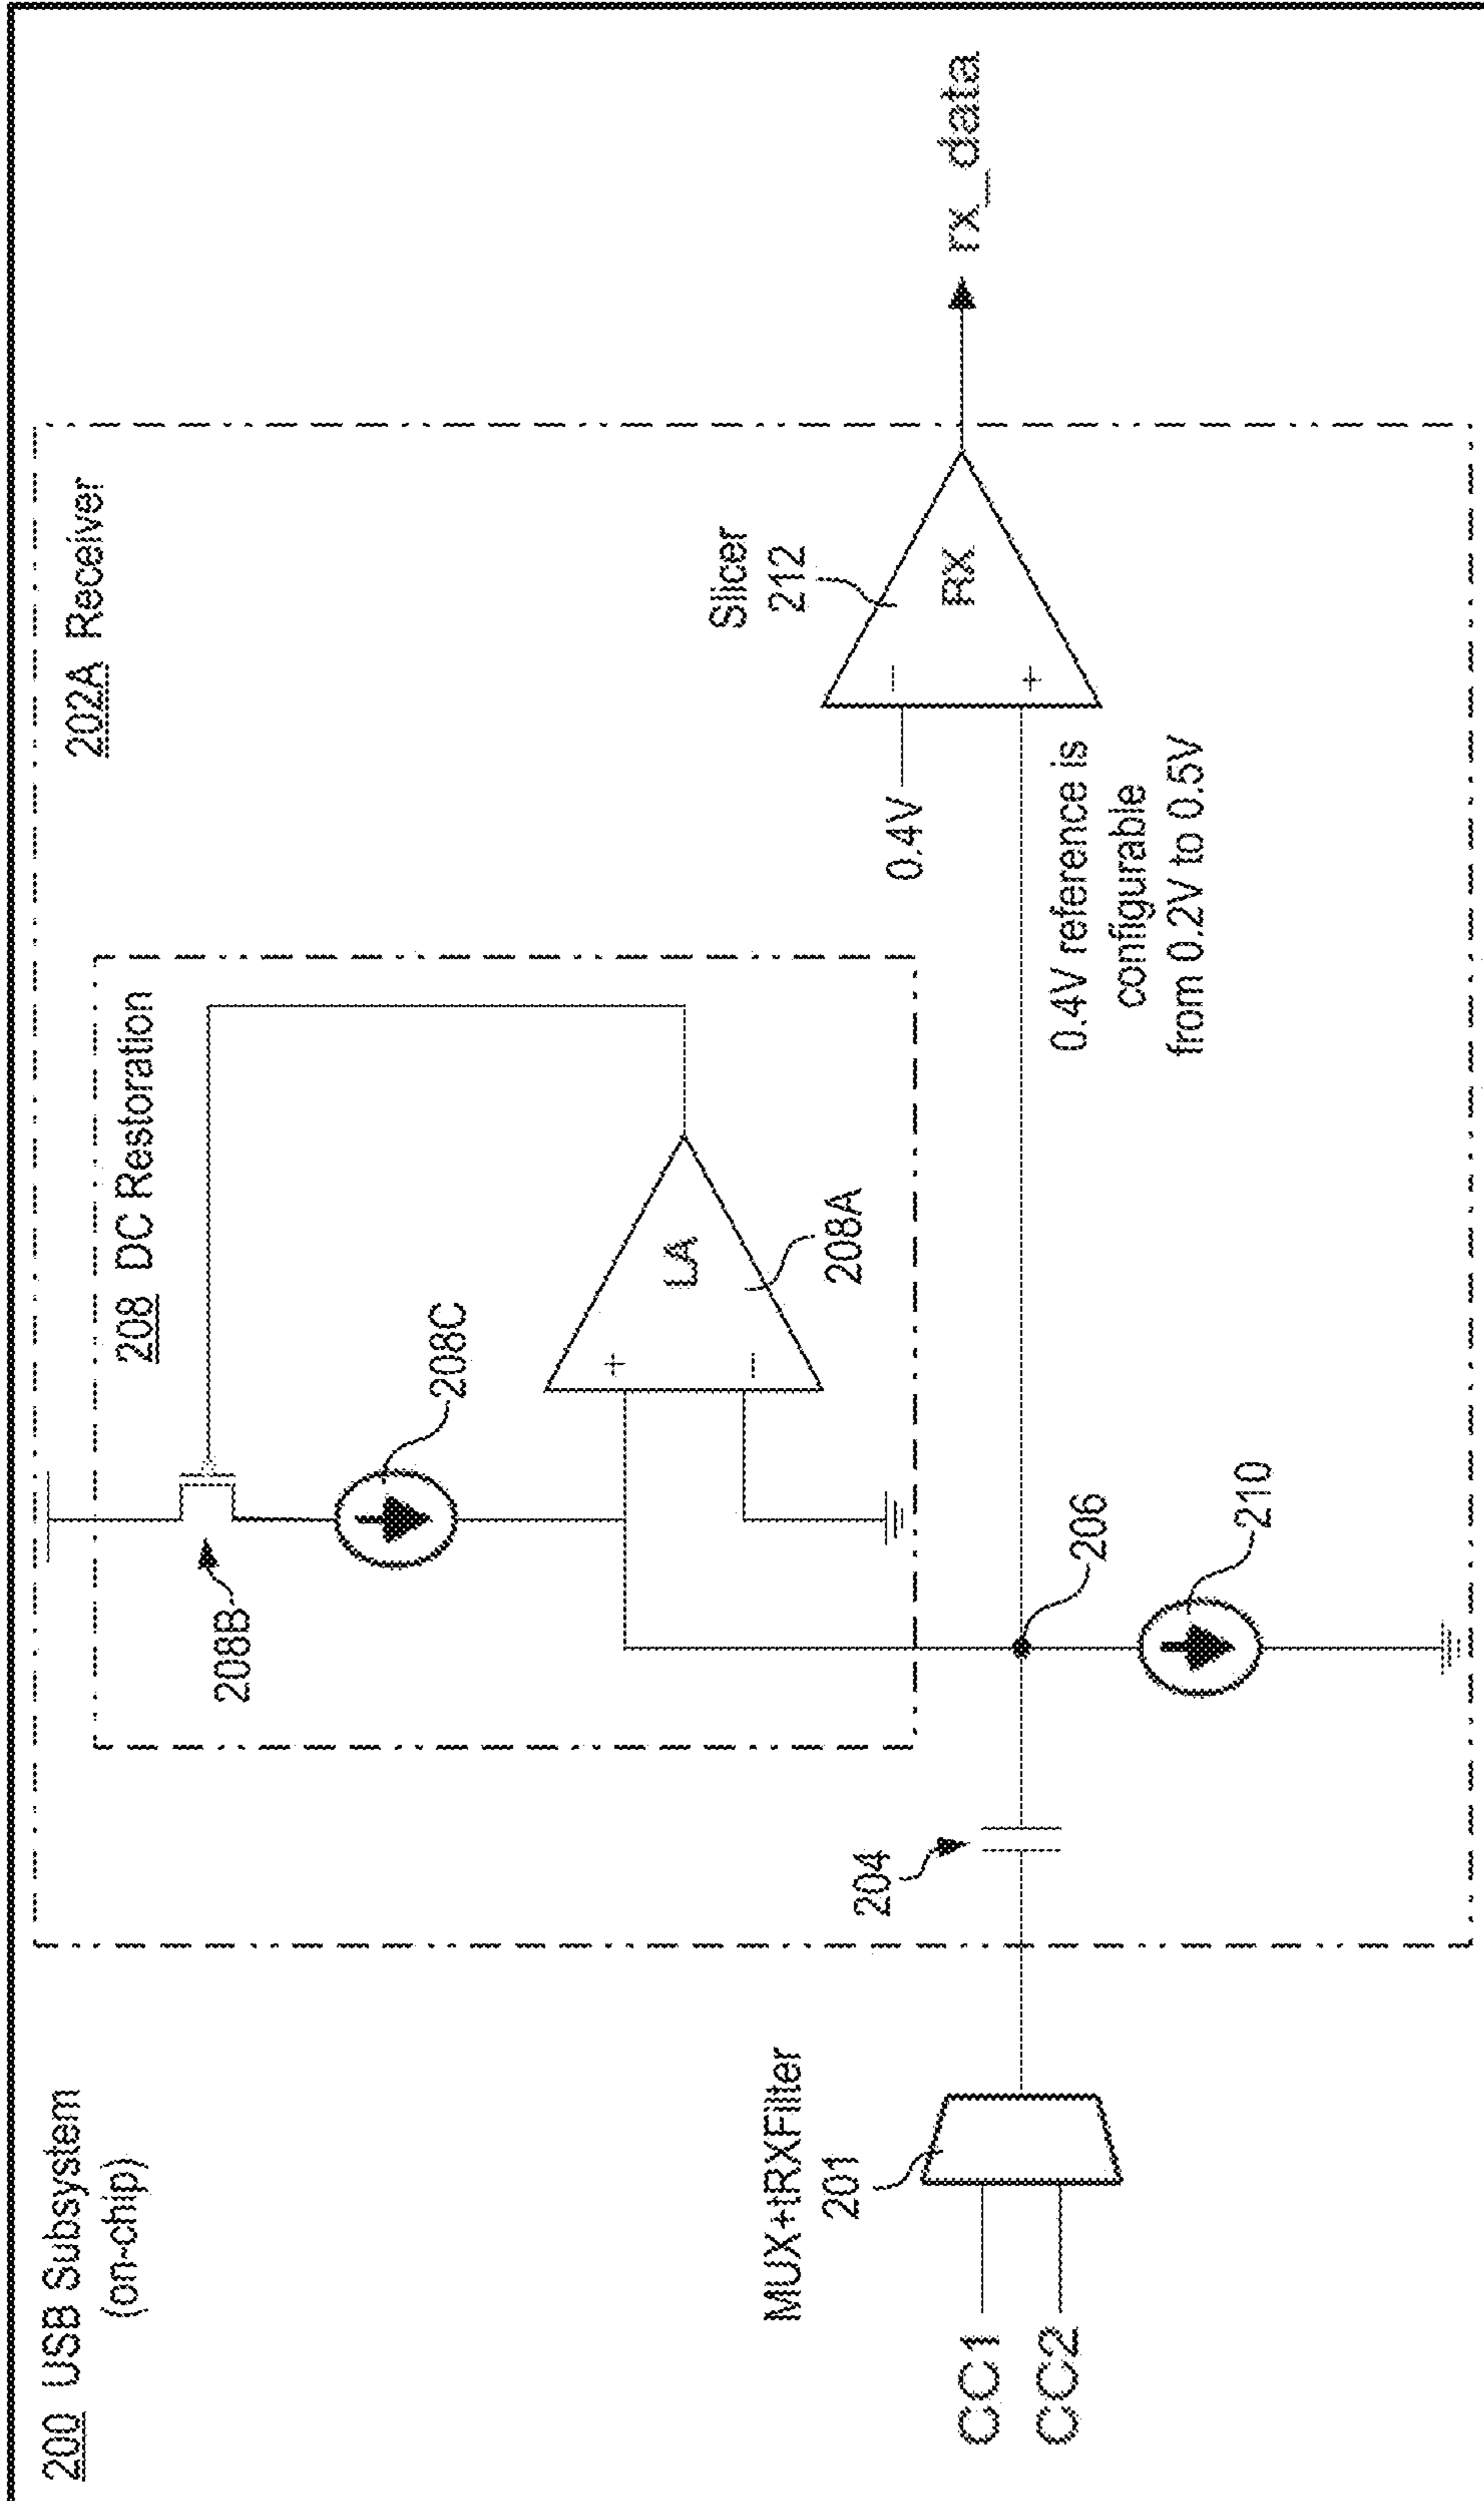 200 USB Subsystem
(on-chip)
202A Receiver
208 DC Restoration
208B
208C
LA
+
−
208A
Slicer
212
RX
−
+
0.4V
rx_data
0.4V reference is
configurable
from 0.2V to 0.5V
204
206
210
MUX+IRXFilter
201
CC1
CC2